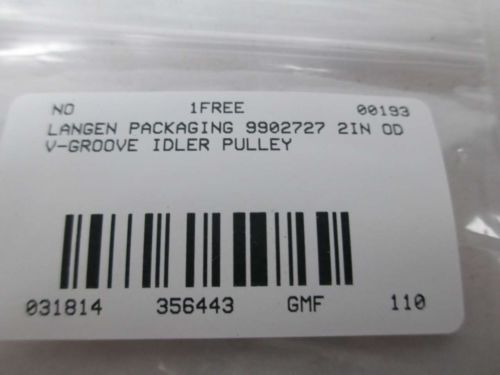 NO 1FREE 00193
LANGEN PACKAGING 9902727 2IN OD
V-GROOVE IDLER PULLEY
031814 356443 GMF 110